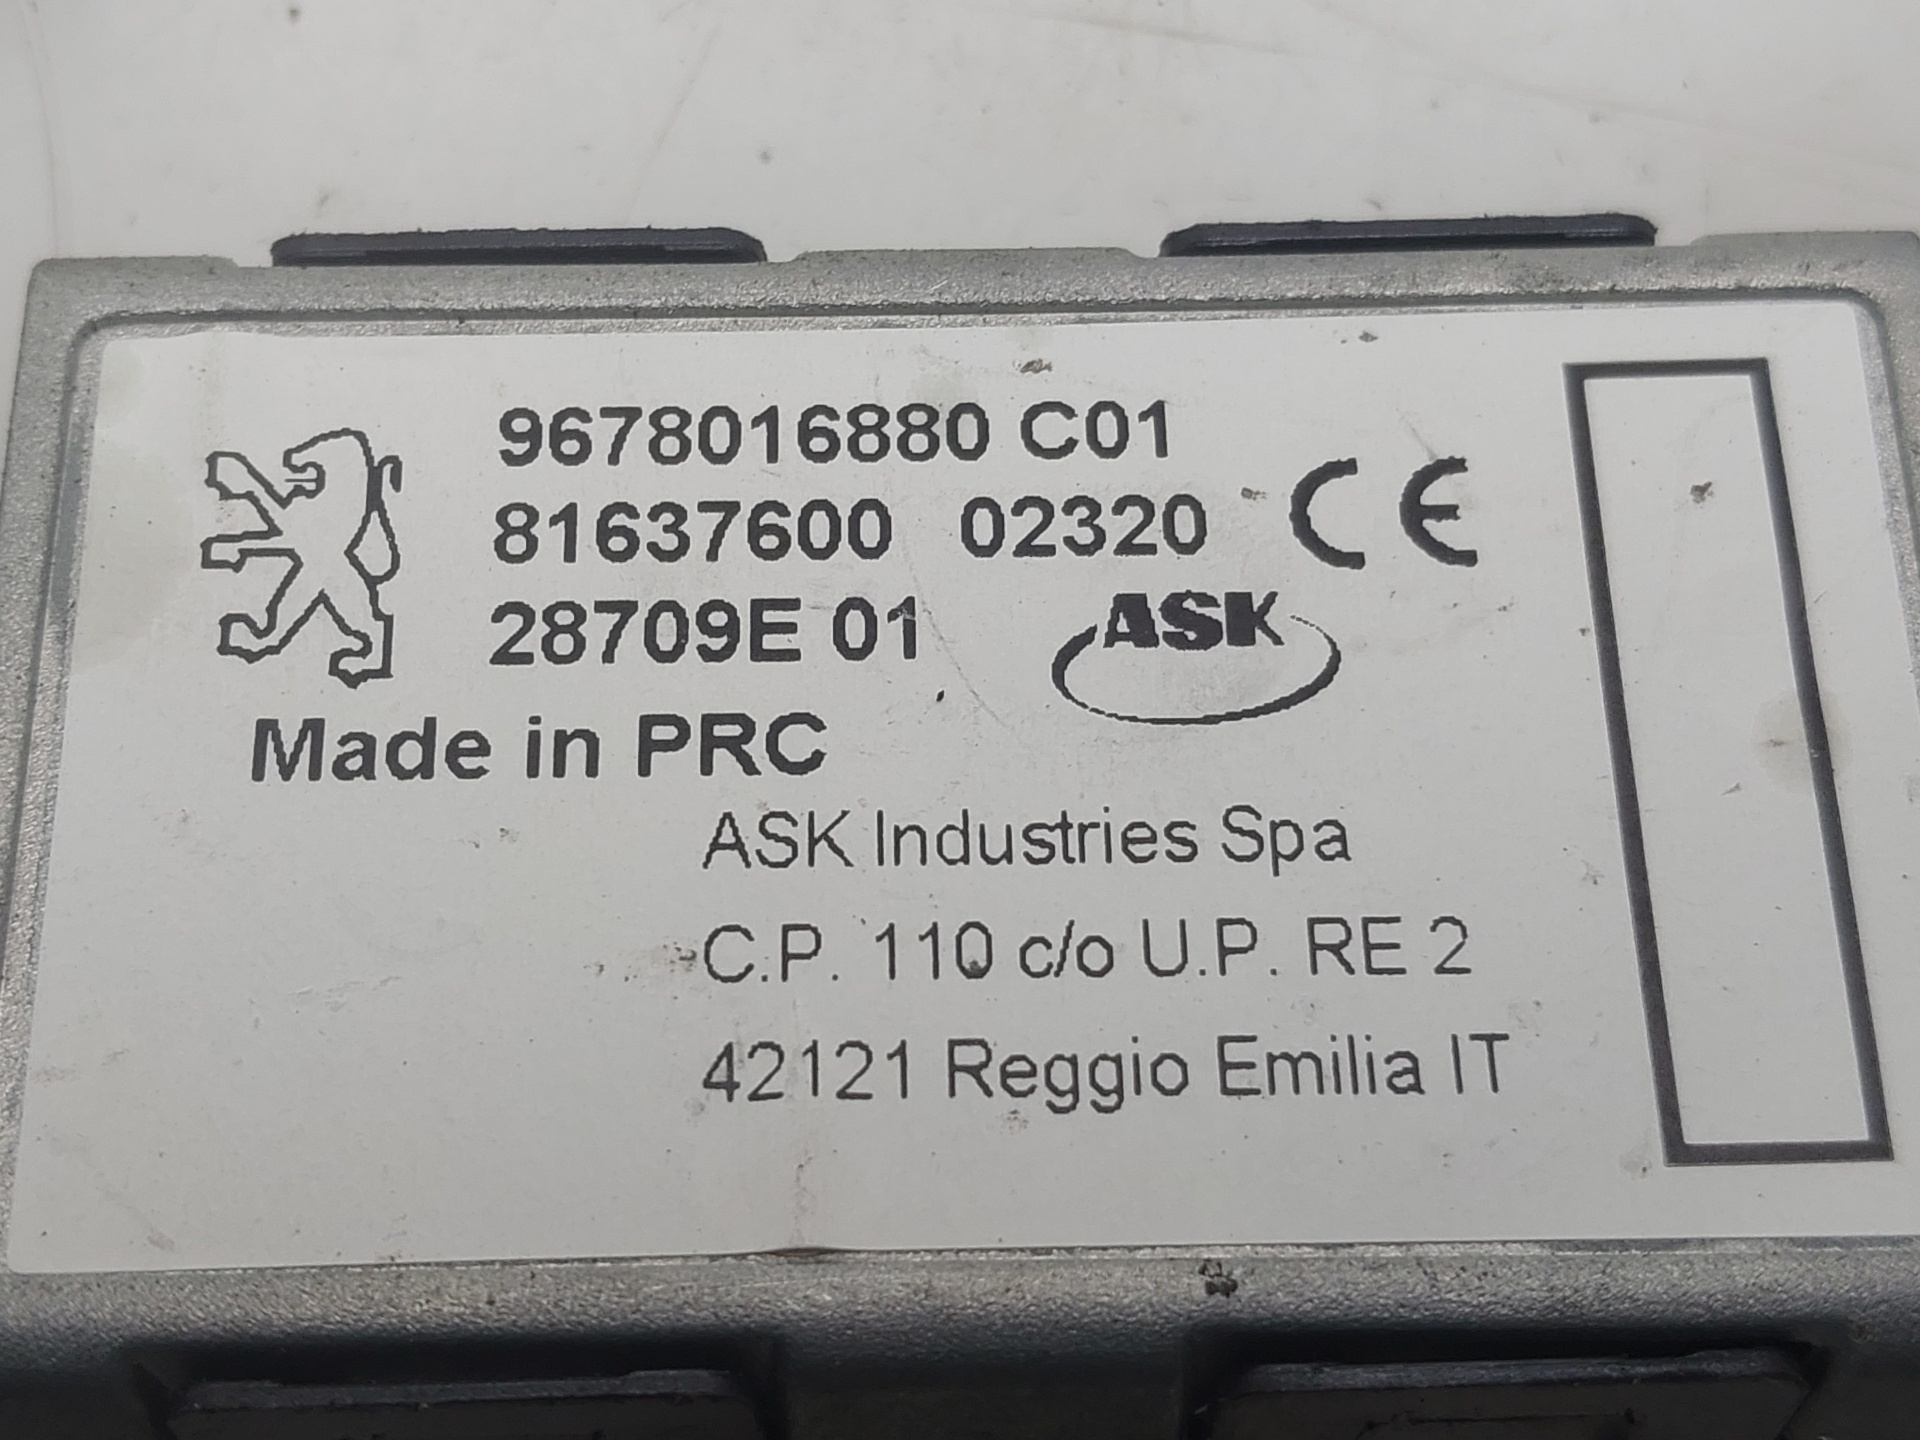 9678016880 C01
81637600 02320 CE
28709E 01 ASK
Made in PRC
ASK Industries Spa
C.P. 110 c/o U.P. RE 2
42121 Reggio Emilia IT